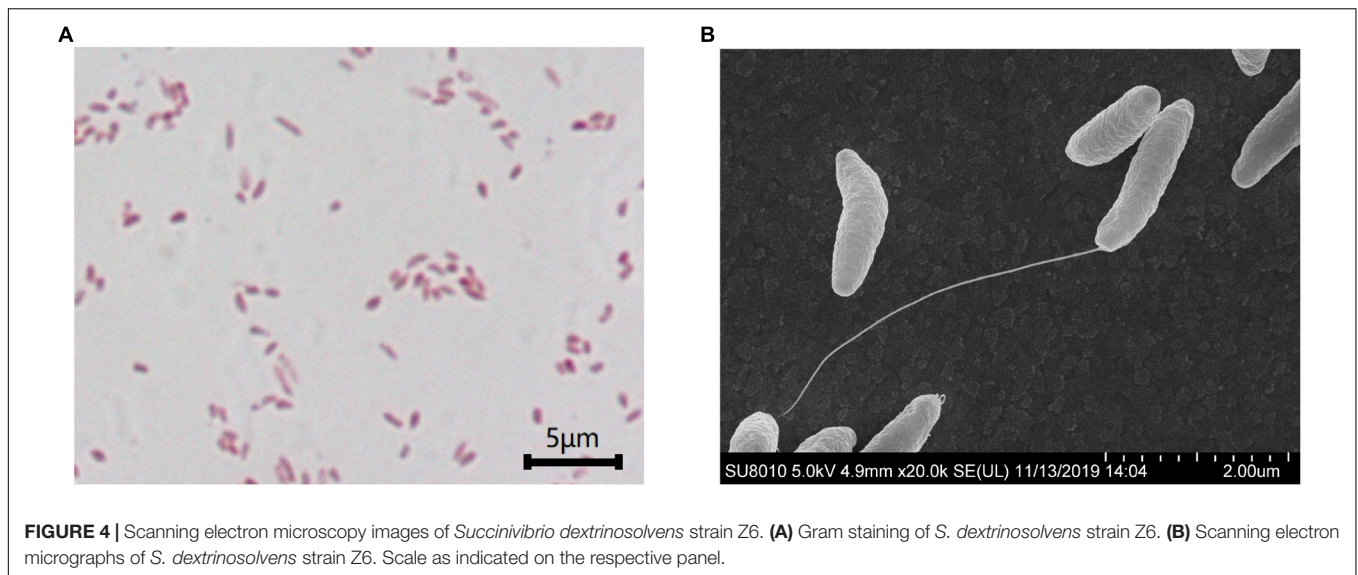 A
B
5μm
SU8010 5.0kV 4.9mm x20.0k SE(UL) 11/13/2019 14:04
2.00um
FIGURE 4 | Scanning electron microscopy images of Succinivibrio dextrinosolvens strain Z6. (A) Gram staining of S. dextrinosolvens strain Z6. (B) Scanning electron
micrographs of S. dextrinosolvens strain Z6. Scale as indicated on the respective panel.